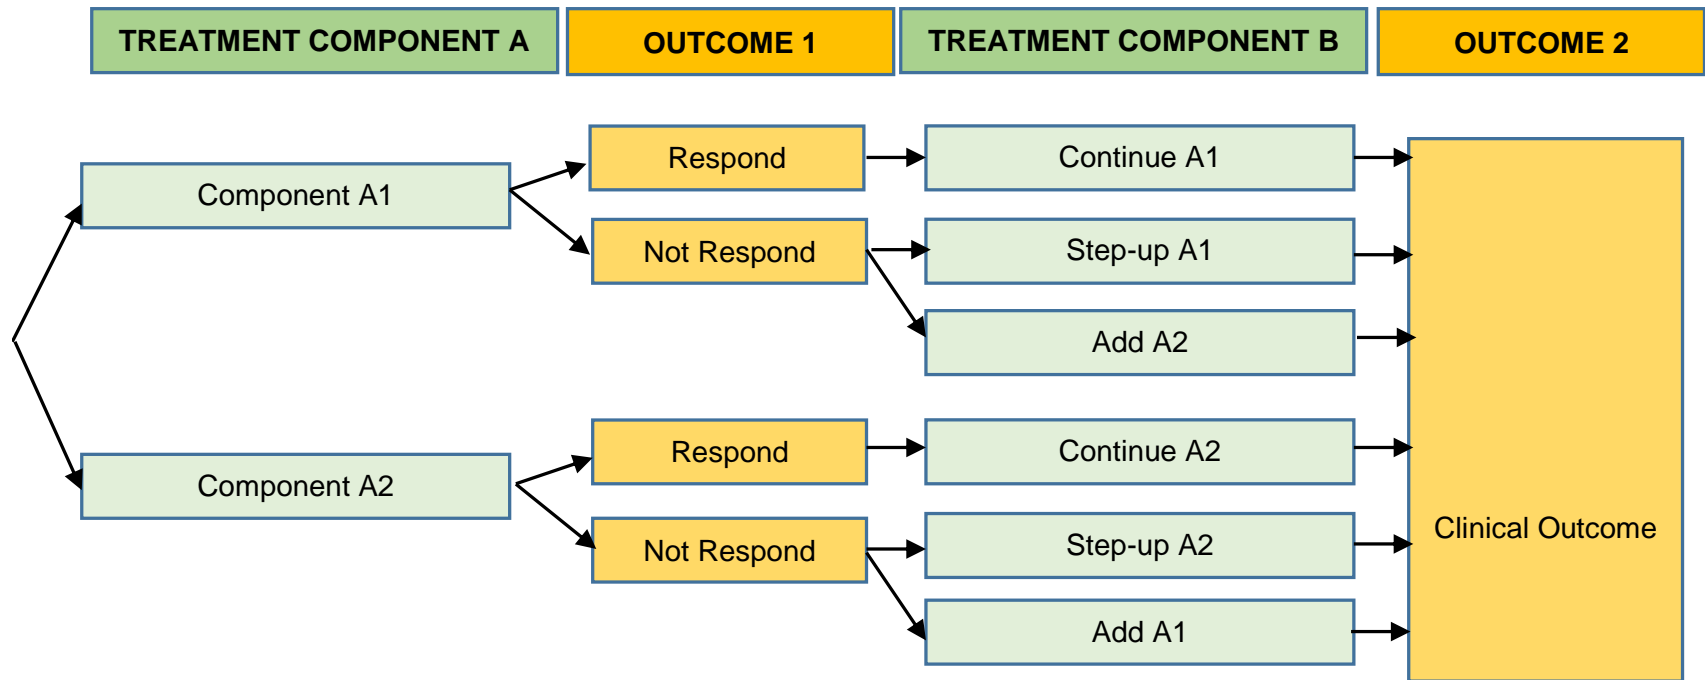 TREATMENT COMPONENT A
OUTCOME 1
TREATMENT COMPONENT B
OUTCOME 2
Component A1
Respond
Continue A1
Not Respond
Step-up A1
Add A2
Component A2
Respond
Continue A2
Not Respond
Step-up A2
Add A1
Clinical Outcome